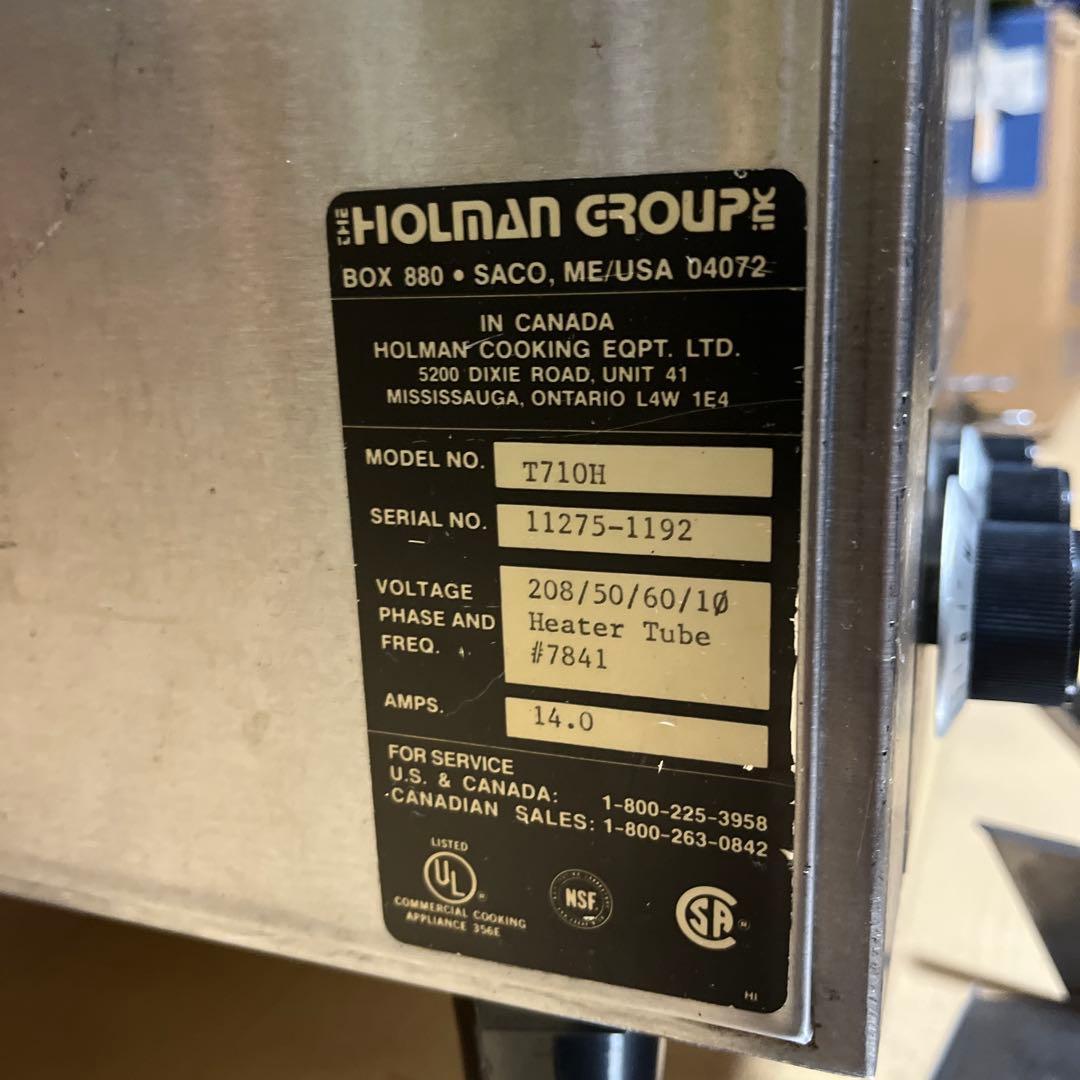 THE HOLMAN GROUP INC
BOX 880 • SACO, ME/USA 04072
IN CANADA
HOLMAN COOKING EQPT. LTD.
5200 DIXIE ROAD, UNIT 41
MISSISSAUGA, ONTARIO L4W 1E4
MODEL NO. T710H
SERIAL NO. 11275-1192
VOLTAGE 208/50/60/1Ø
PHASE AND Heater Tube
FREQ. #7841
AMPS. 14.0
FOR SERVICE
U.S. & CANADA: 1-800-225-3958
CANADIAN SALES: 1-800-263-0842
LISTED
UL ®
COMMERCIAL COOKING
APPLIANCE 356E
NSF
SA
HI